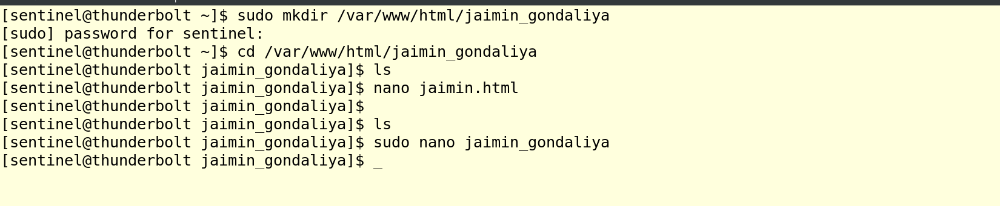 [sentinel@thunderbolt ~]$ sudo mkdir /var/www/html/jaimin_gondaliya
[sudo] password for sentinel:
[sentinel@thunderbolt ~]$ cd /var/www/html/jaimin_gondaliya
[sentinel@thunderbolt jaimin_gondaliya]$ ls
[sentinel@thunderbolt jaimin_gondaliya]$ nano jaimin.html
[sentinel@thunderbolt jaimin_gondaliya]$
[sentinel@thunderbolt jaimin_gondaliya]$ ls
[sentinel@thunderbolt jaimin_gondaliya]$ sudo nano jaimin_gondaliya
[sentinel@thunderbolt jaimin_gondaliya]$ _